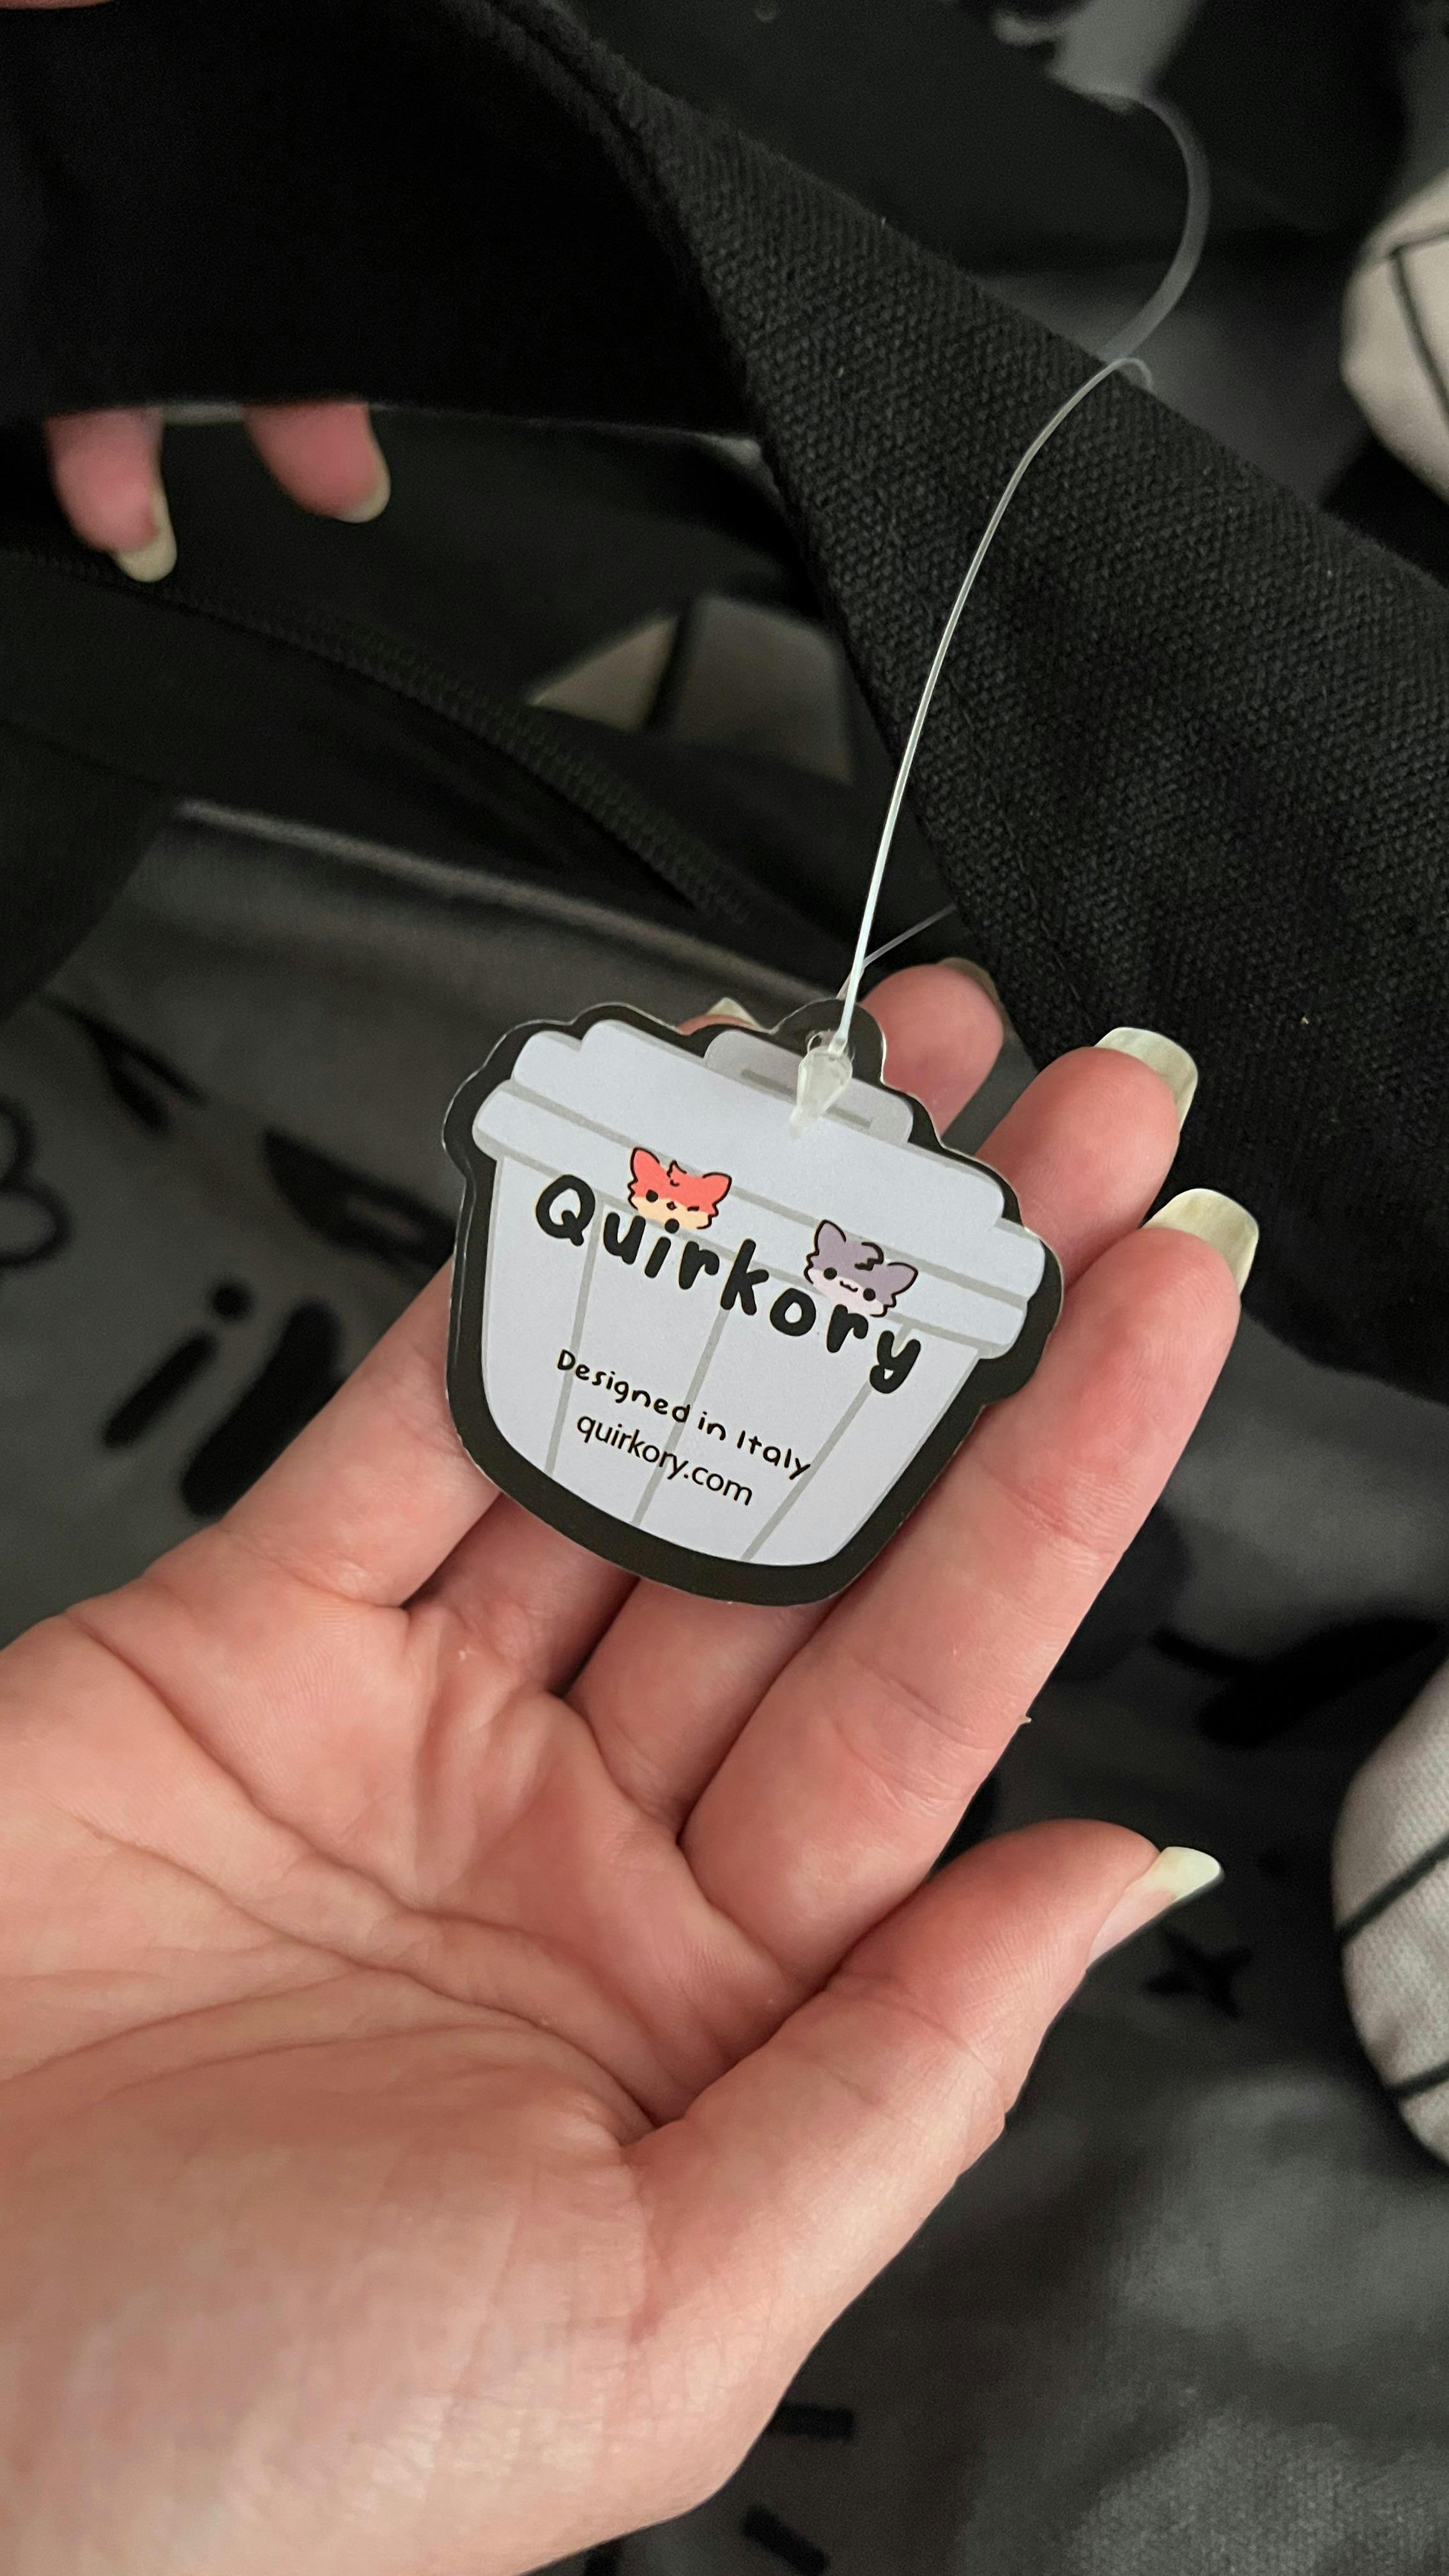 Quirkory
Designed in Italy
quirkory.com